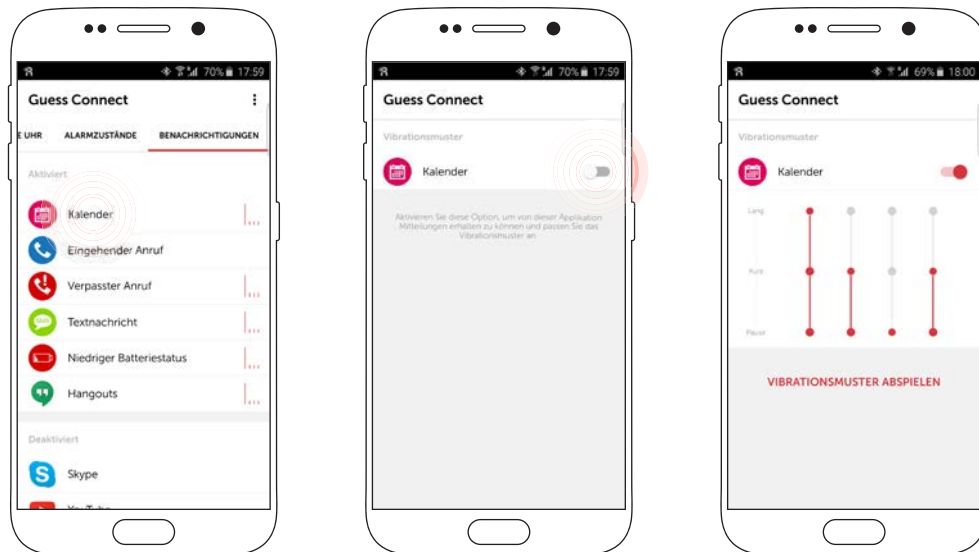 70% 17:59
Guess Connect
E UHR ALARMZUSTÄNDE BENACHRICHTIGUNGEN
Aktiviert
Kalender
Eingehender Anruf
Verpasster Anruf
Textnachricht
Niedriger Batteriestatus
Hangouts
Deaktiviert
Skype
YouTube
70% 17:59
Guess Connect
Vibrationsmuster
Kalender
Aktivieren Sie diese Option, um von dieser Applikation
Mitteilungen erhalten zu können und passen Sie das
Vibrationsmuster an
69% 18:00
Guess Connect
Vibrationsmuster
Kalender
Lang
Kurz
Pause
VIBRATIONSMUSTER ABSPIELEN